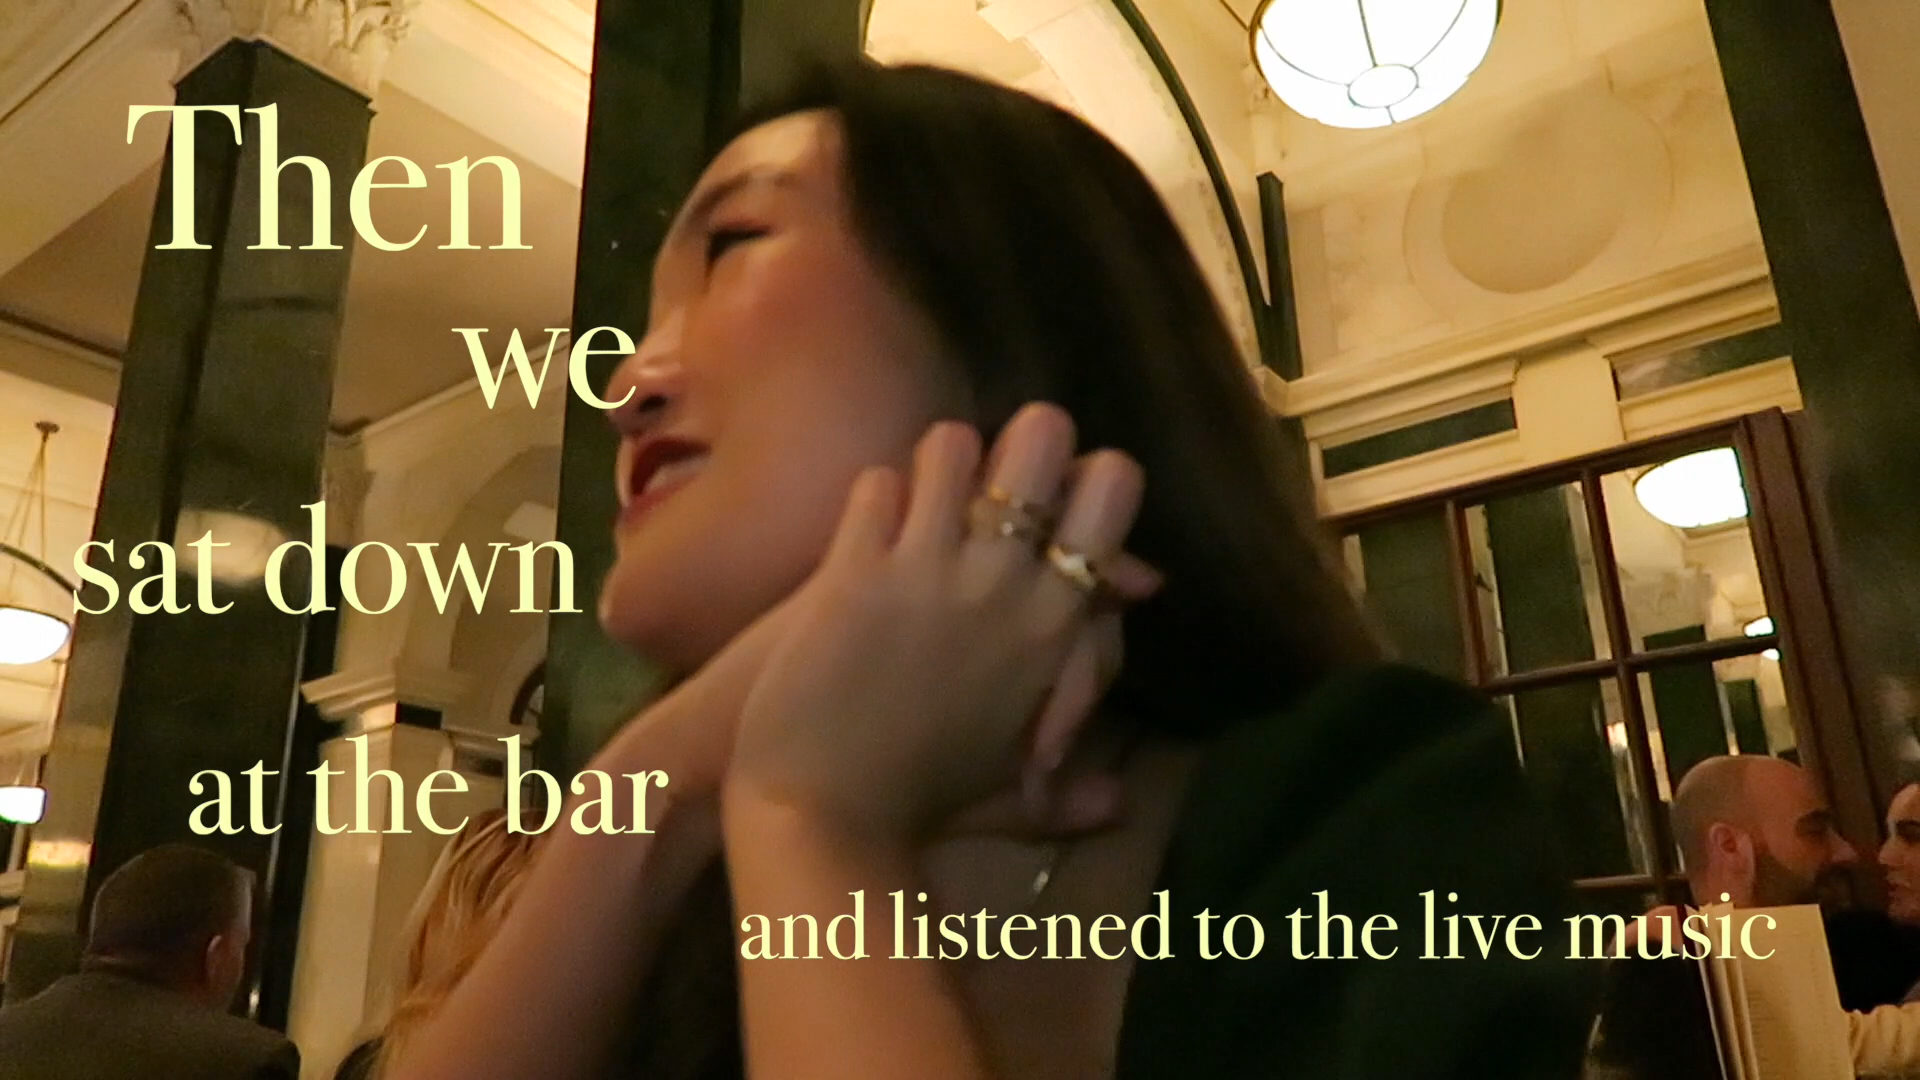 Then
we
sat down
at the bar
and listened to the live music